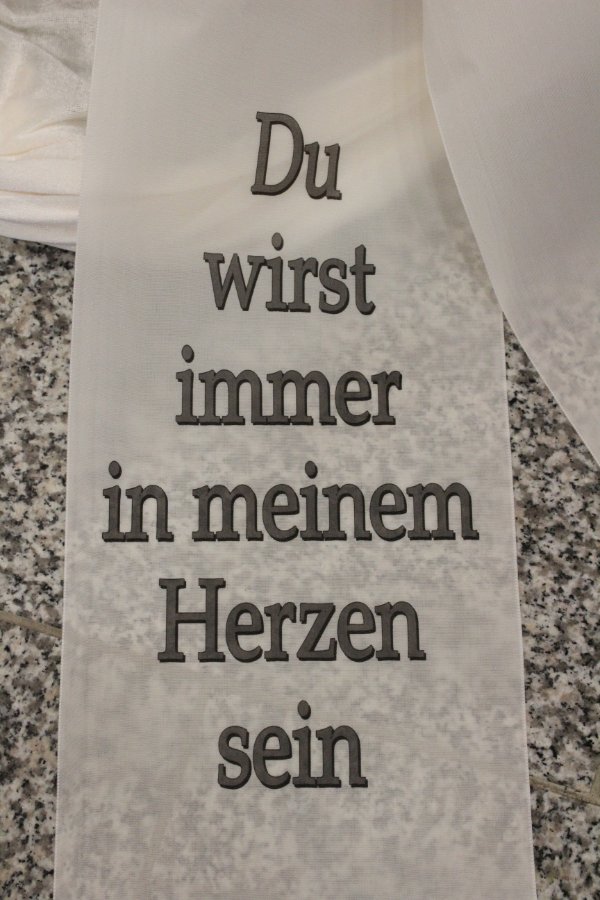 Du
wirst
immer
in meinem
Herzen
sein